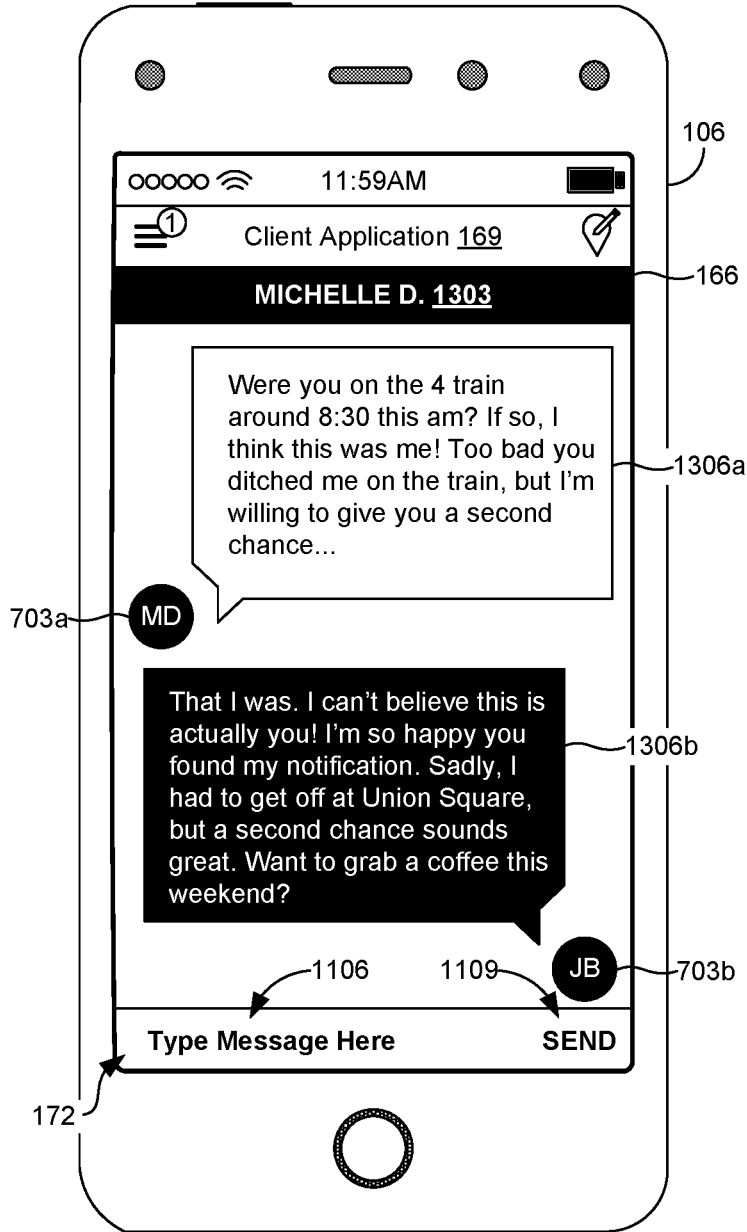 106
11:59AM
1
Client Application 169
166
MICHELLE D. 1303
Were you on the 4 train
around 8:30 this am? If so, I
think this was me! Too bad you
ditched me on the train, but I’m
willing to give you a second
chance...
1306a
703a
MD
That I was. I can’t believe this is
actually you! I’m so happy you
found my notification. Sadly, I
had to get off at Union Square,
but a second chance sounds
great. Want to grab a coffee this
weekend?
1306b
1106
1109
JB
703b
Type Message Here
SEND
172